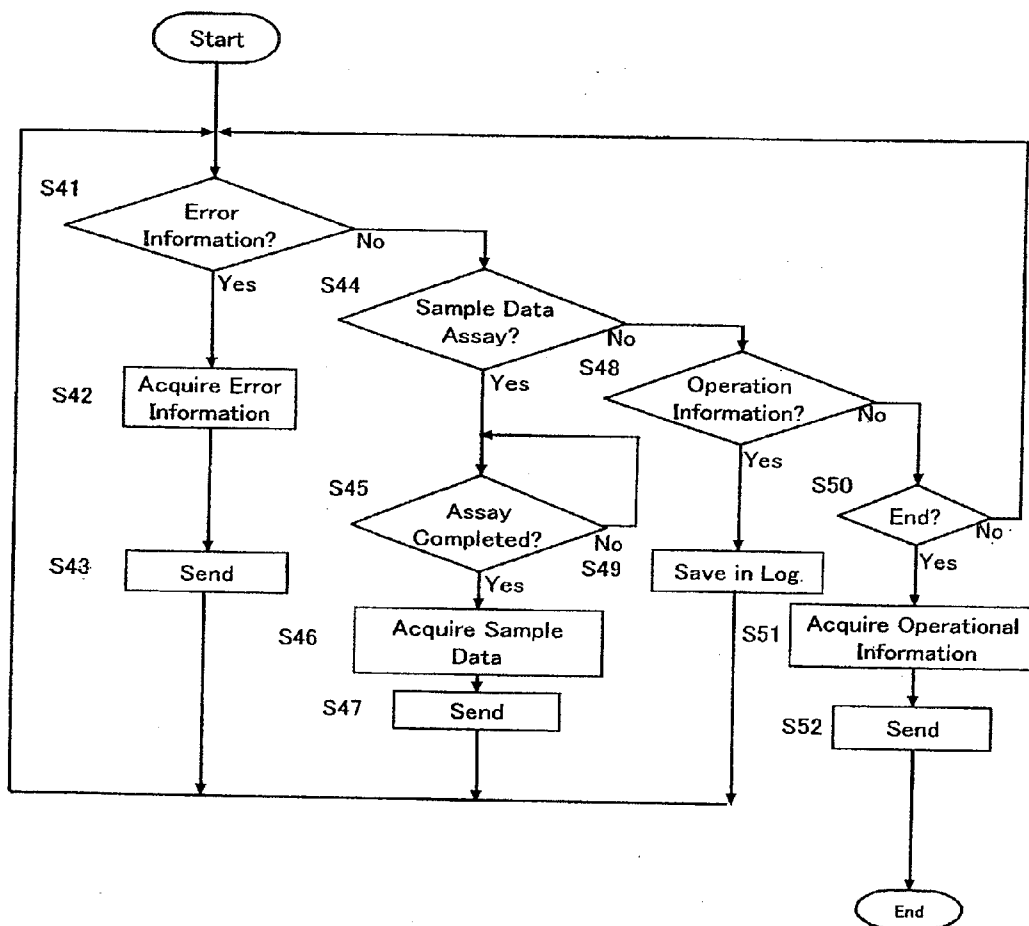 Start
S41
Error
Information?
No
Yes
S44
Sample Data
Assay?
No
Yes
S48
Operation
Information?
No
Yes
S42
Acquire Error
Information
S45
Assay
Completed?
No
Yes
S50
End?
No
Yes
S43
Send
S49
Save in Log.
S46
Acquire Sample
Data
S51
Acquire Operational
Information
S47
Send
S52
Send
End